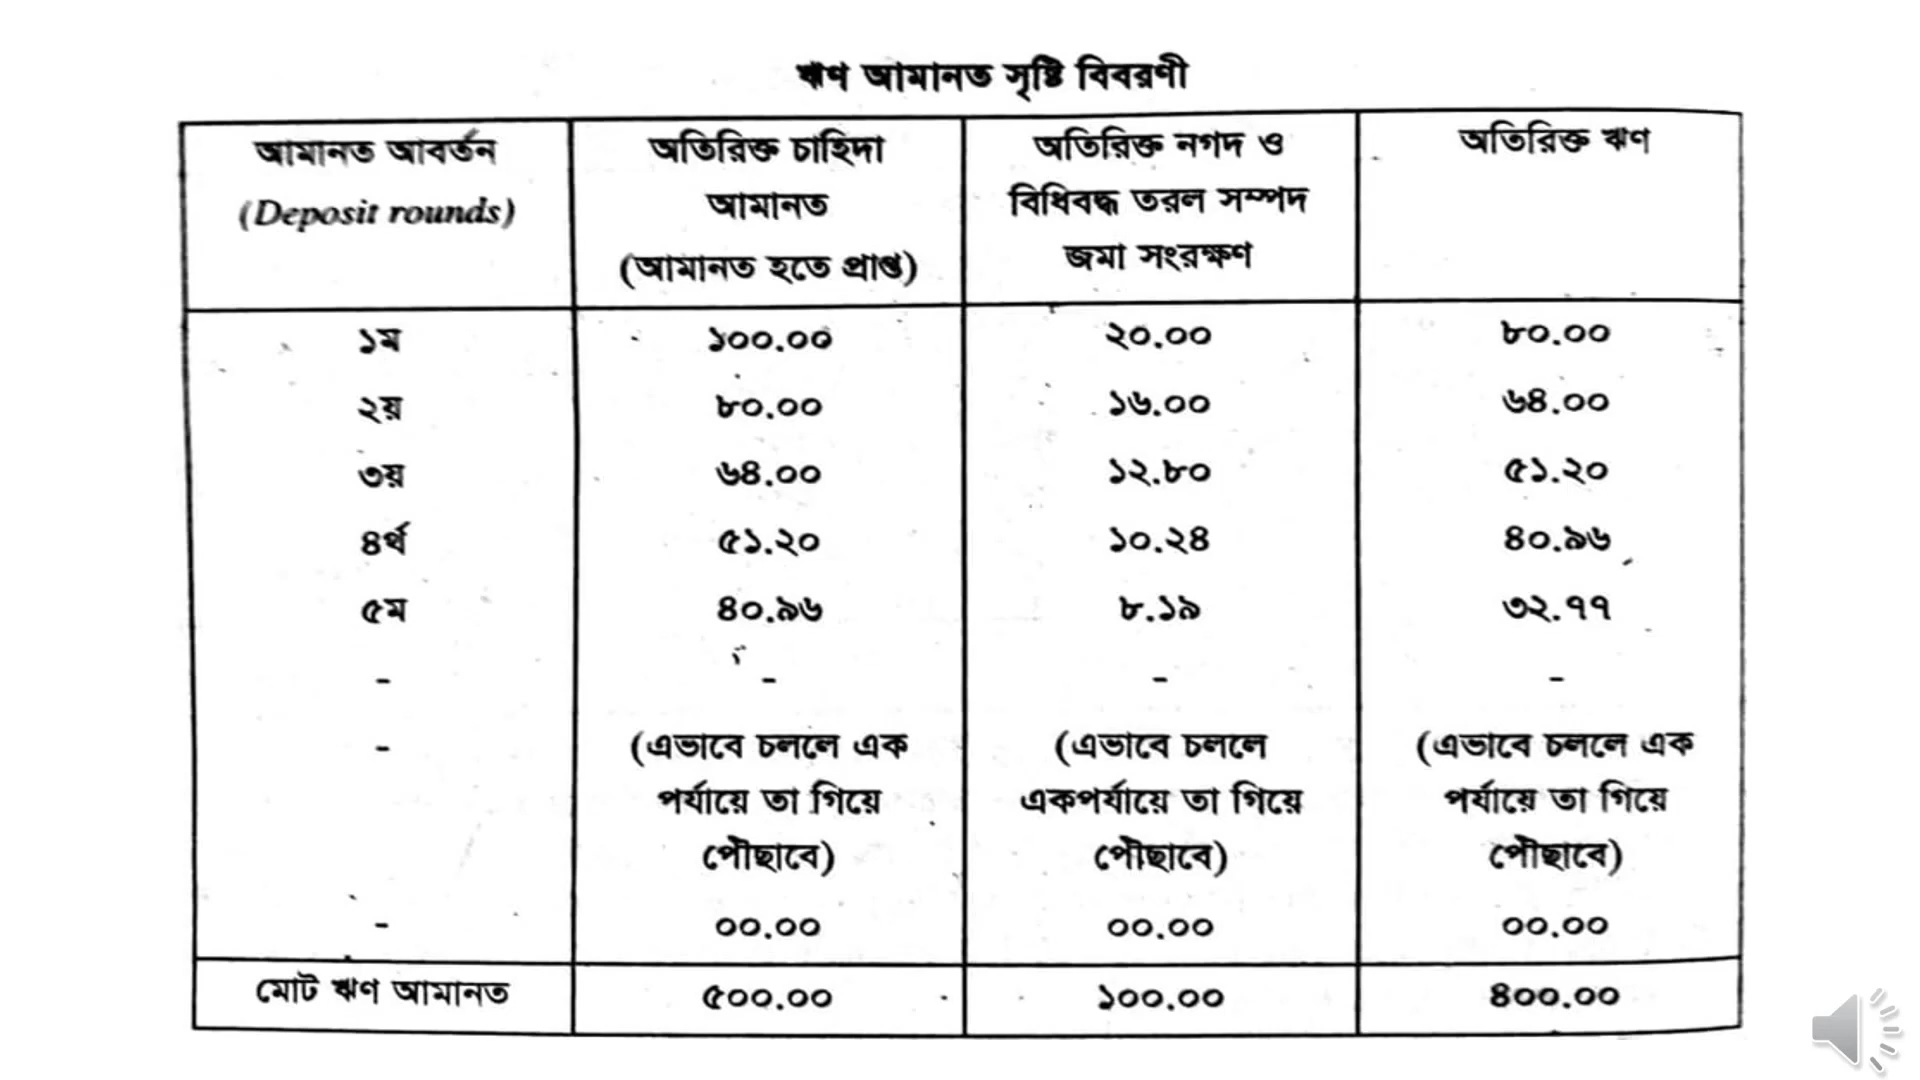 ঋণ আমানত সৃষ্টি বিবরণী
আমানত আবর্তন
(Deposit rounds)
অতিরিক্ত চাহিদা
আমানত
(আমানত হতে প্রাপ্ত)
অতিরিক্ত নগদ ও
বিধিবদ্ধ তরল সম্পদ
জমা সংরক্ষণ
অতিরিক্ত ঋণ
১ম ১০০.০০ ২০.০০ ৮০.০০
২য় ৮০.০০ ১৬.০০ ৬৪.০০
৩য় ৬৪.০০ ১২.৮০ ৫১.২০
৪র্থ ৫১.২০ ১০.২৪ ৪০.৯৬
৫ম ৪০.৯৬ ৮.১৯ ৩২.৭৭
- - - -
-
(এভাবে চললে এক
পর্যায়ে তা গিয়ে
পৌঁছাবে)
(এভাবে চললে
একপর্যায়ে তা গিয়ে
পৌঁছাবে)
(এভাবে চললে এক
পর্যায়ে তা গিয়ে
পৌঁছাবে)
- ০০.০০ ০০.০০ ০০.০০
মোট ঋণ আমানত ৫০০.০০ ১০০.০০ ৪০০.০০